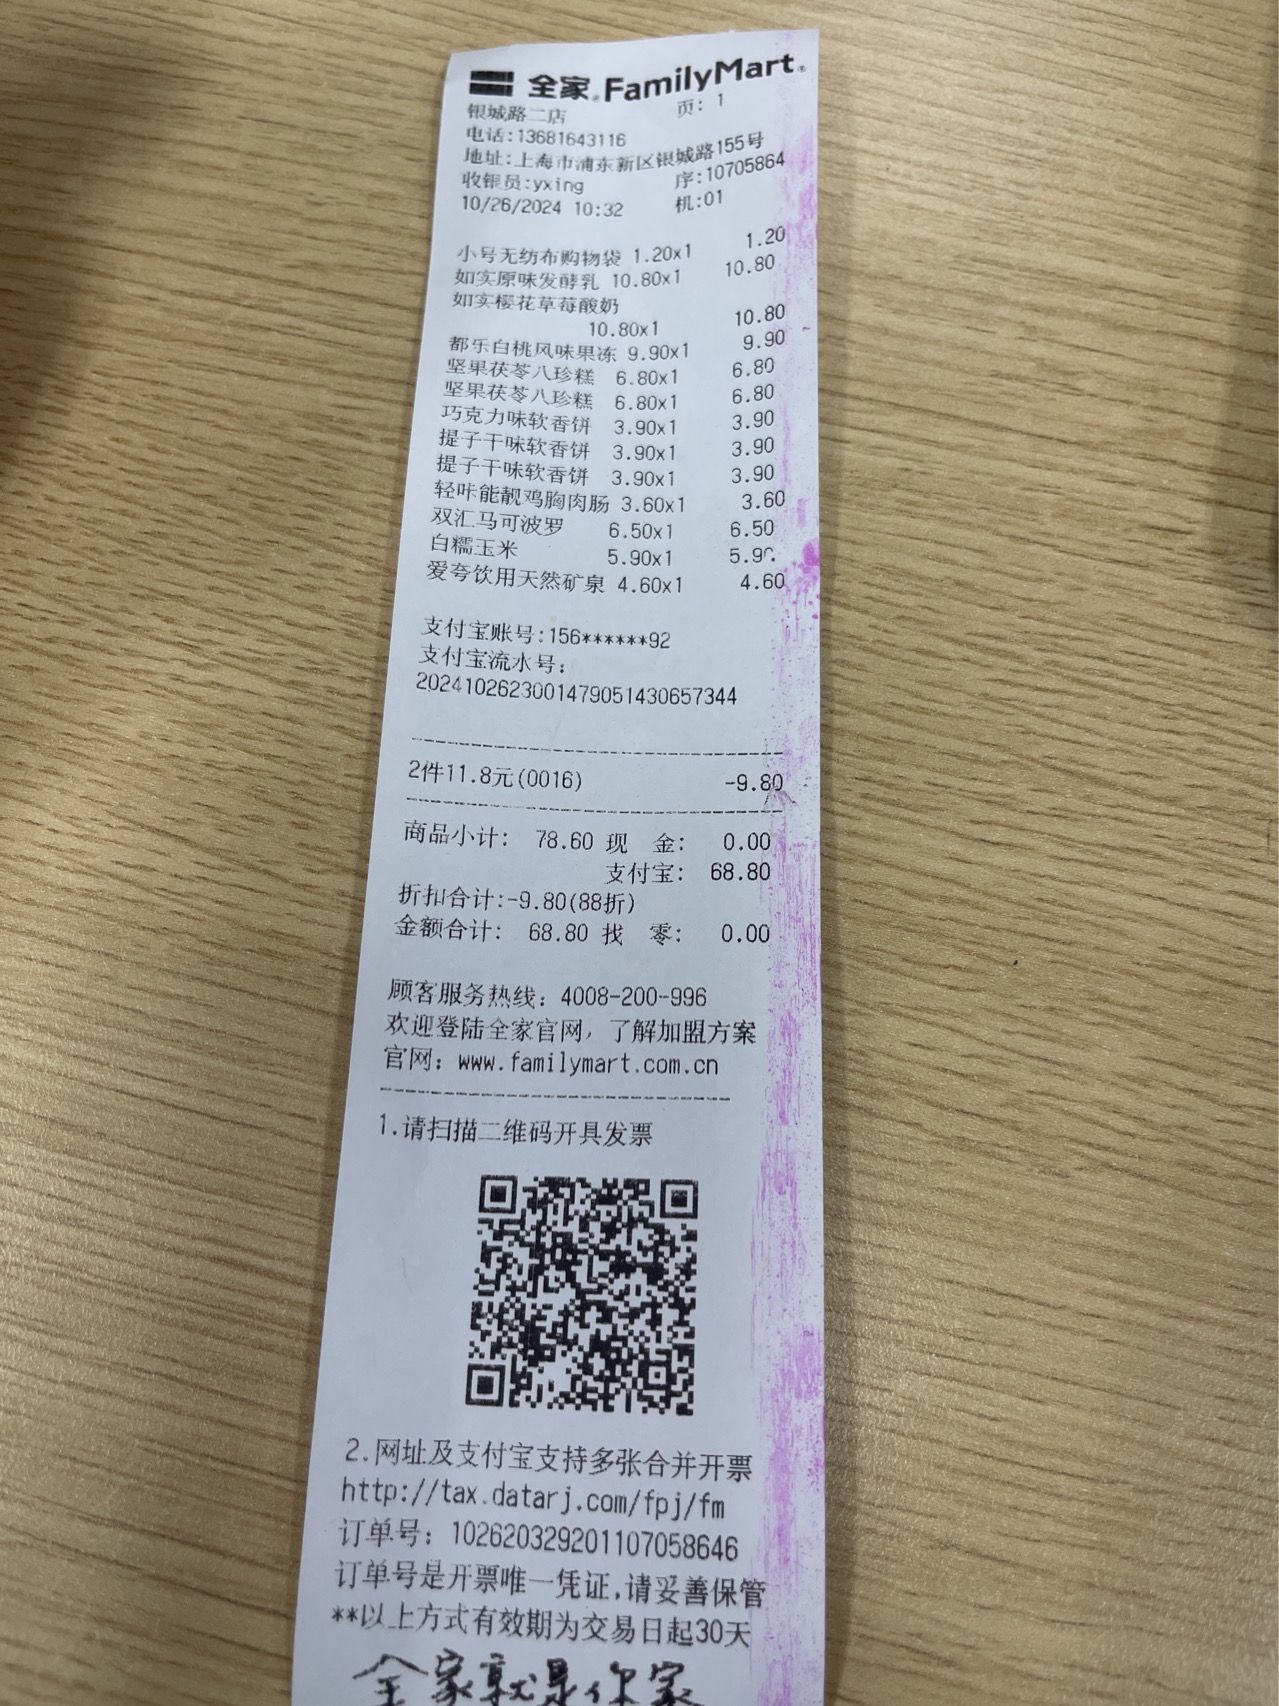 全家 FamilyMart
银城路二店 页: 1
电话:13681643116
地址:上海市浦东新区银城路155号
收银员:yxing 序:10705864
10/26/2024 10:32 机:01
小号无纺布购物袋 1.20x1 1.20
如实原味发酵乳 10.80x1 10.80
如实樱花草莓酸奶
10.80x1 10.80
都乐白桃风味果冻 9.90x1 9.90
坚果茯苓八珍糕 6.80x1 6.80
坚果茯苓八珍糕 6.80x1 6.80
巧克力味软香饼 3.90x1 3.90
提子干味软香饼 3.90x1 3.90
提子干味软香饼 3.90x1 3.90
轻咔能靓鸡胸肉肠 3.60x1 3.60
双汇马可波罗 6.50x1 6.50
白糯玉米 5.90x1 5.90
爱夸饮用天然矿泉 4.60x1 4.60
支付宝账号:156******92
支付宝流水号:
2024102623001479051430657344
2件11.8元(0016) -9.80
商品小计: 78.60 现 金: 0.00
支付宝: 68.80
折扣合计:-9.80(88折)
金额合计: 68.80 找 零: 0.00
顾客服务热线: 4008-200-996
欢迎登陆全家官网, 了解加盟方案
官网: www.familymart.com.cn
1.请扫描二维码开具发票
2.网址及支付宝支持多张合并开票
http://tax.datarj.com/fpj/fm
订单号: 102620329201107058646
订单号是开票唯一凭证,请妥善保管
**以上方式有效期为交易日起30天
全家就是你家